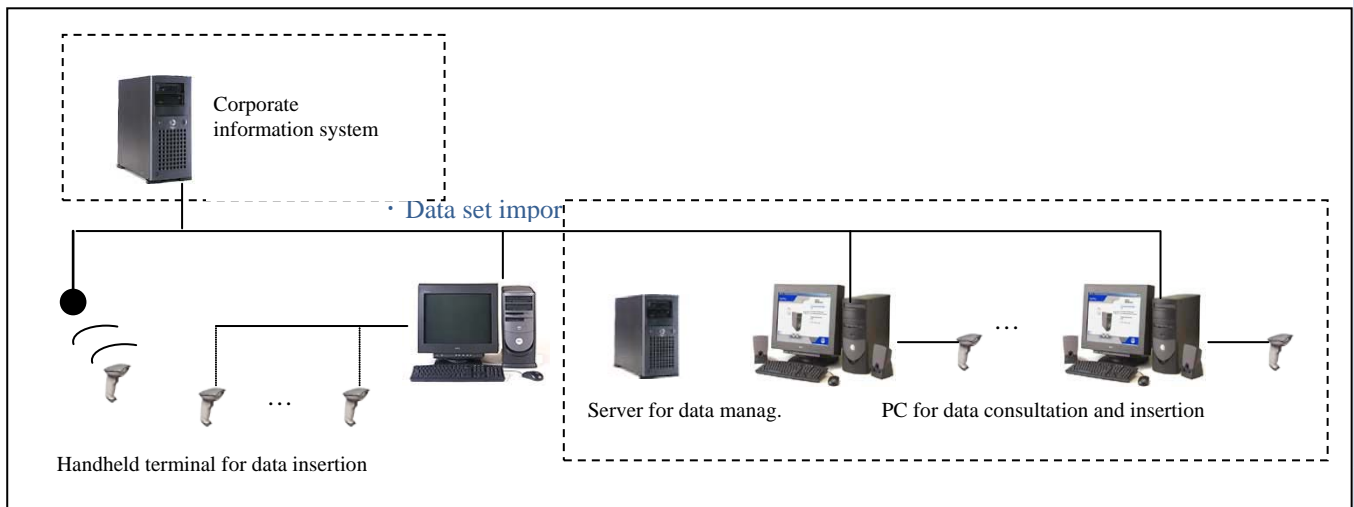 Corporate
information system
· Data set impor
…
…
Server for data manag.
PC for data consultation and insertion
Handheld terminal for data insertion